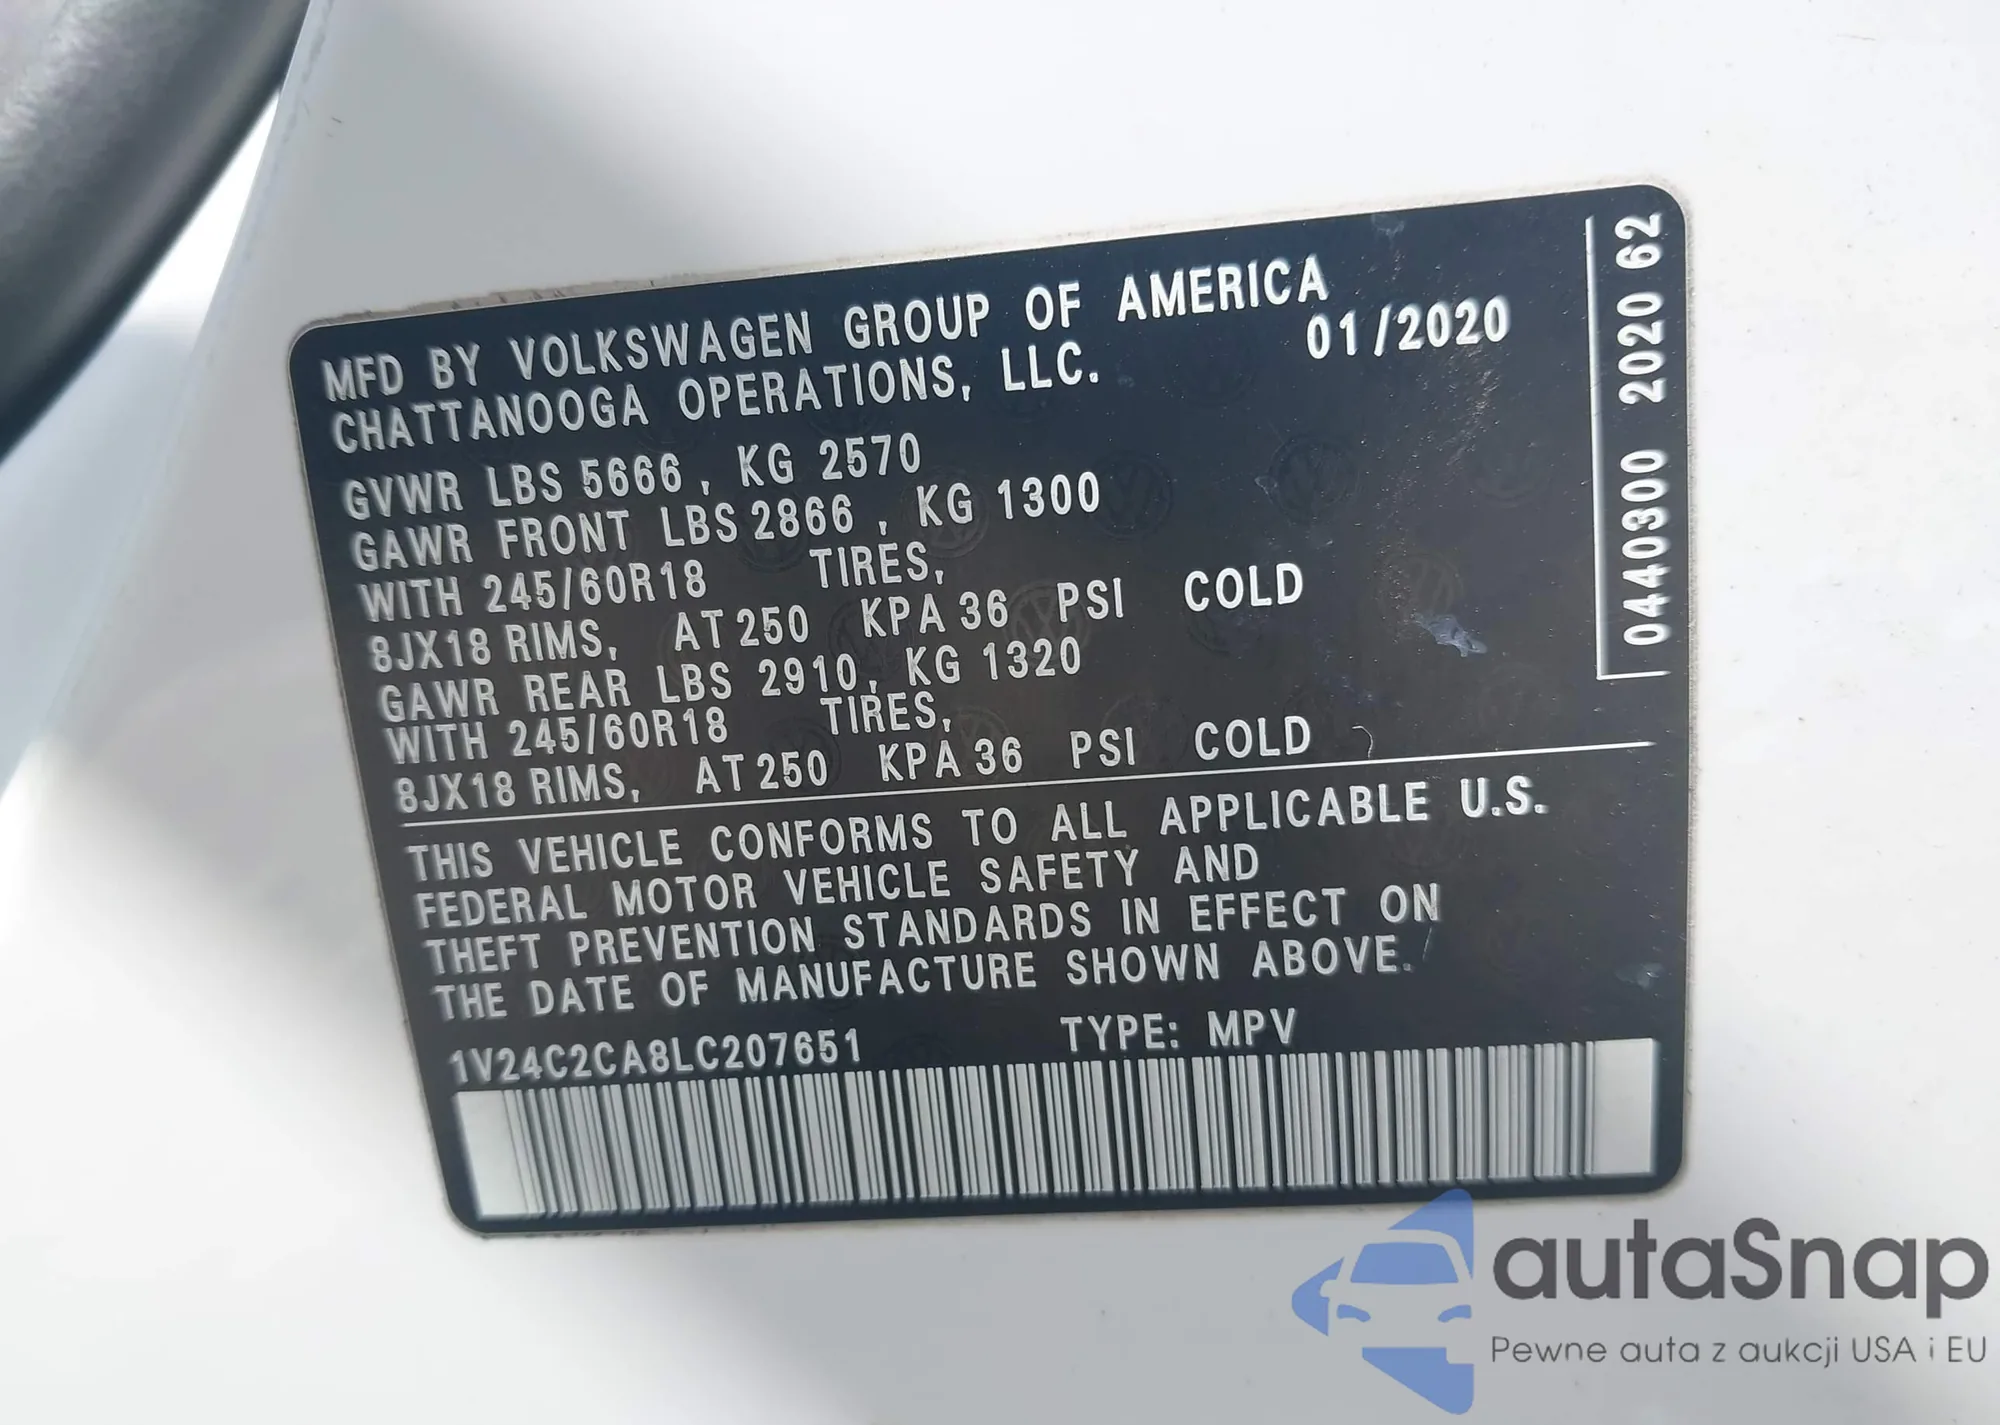 MFD BY VOLKSWAGEN GROUP OF AMERICA
CHATTANOOGA OPERATIONS, LLC. 01/2020
GVWR LBS 5666, KG 2570
GAWR FRONT LBS 2866, KG 1300
WITH 245/60R18 TIRES,
8JX18 RIMS, AT 250 KPA 36 PSI COLD
GAWR REAR LBS 2910, KG 1320
WITH 245/60R18 TIRES,
8JX18 RIMS, AT 250 KPA 36 PSI COLD
THIS VEHICLE CONFORMS TO ALL APPLICABLE U.S.
FEDERAL MOTOR VEHICLE SAFETY AND
THEFT PREVENTION STANDARDS IN EFFECT ON
THE DATE OF MANUFACTURE SHOWN ABOVE.
1V24C2CA8LC207651 TYPE: MPV
0440300 2020 62
autaSnap
Pewne auta z aukcji USA i EU